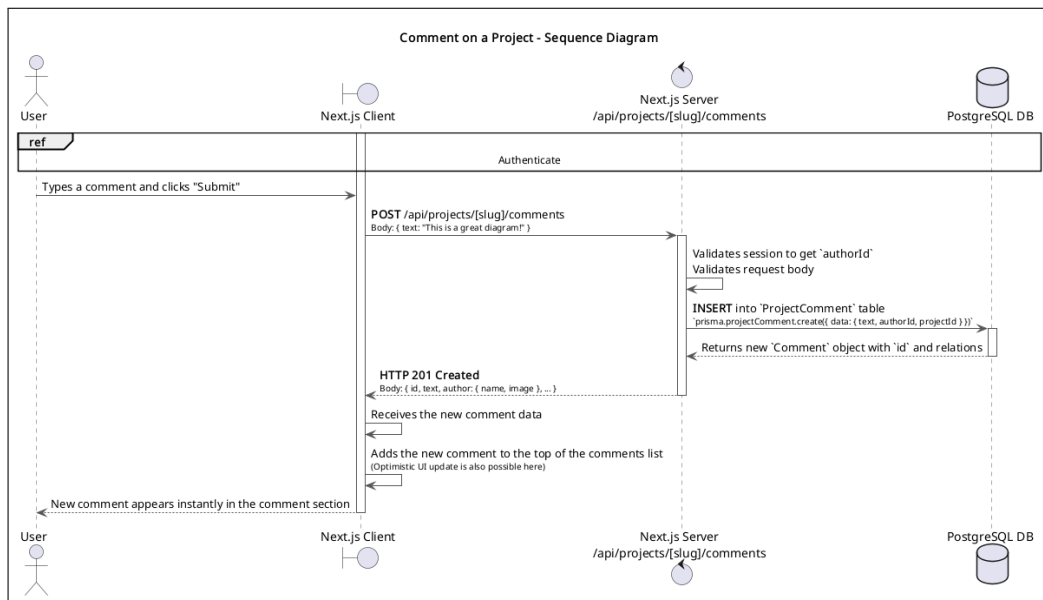 Comment on a Project - Sequence Diagram
User
Next.js Client
Next.js Server
/api/projects/[slug]/comments
PostgreSQL DB
ref
Authenticate
Types a comment and clicks "Submit"
POST /api/projects/[slug]/comments
Body: { text: "This is a great diagram!" }
Validates session to get `authorId`
Validates request body
INSERT into `ProjectComment` table
`prisma.projectComment.create({ data: { text, authorId, projectId } })`
Returns new `Comment` object with `id` and relations
HTTP 201 Created
Body: { id, text, author: { name, image }, ... }
Receives the new comment data
Adds the new comment to the top of the comments list
(Optimistic UI update is also possible here)
New comment appears instantly in the comment section
User
Next.js Client
Next.js Server
/api/projects/[slug]/comments
PostgreSQL DB